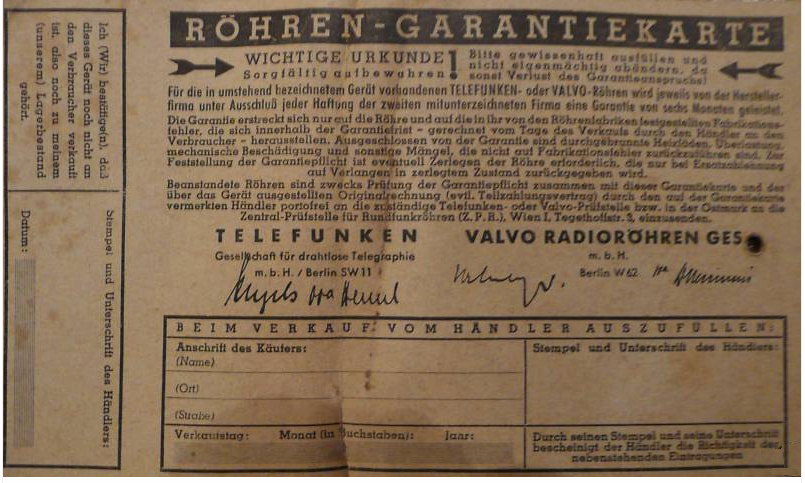 RÖHREN-GARANTIEKARTE
WICHTIGE URKUNDE!
Sorgfältig aufbewahren
Bitte gewissenhaft ausfüllen und
nicht eigenmächtig abändern, da
sonst Verlust des Garantieanspruchs!
Für die in umstehend bezeichnetem Gerät vorhandenen TELEFUNKEN- oder VALVO-Röhren wird jeweils von der Hersteller-
firma unter Ausschluß jeder Haftung der zweiten mitunterzeichneten Firma eine Garantie von sechs Monaten geleistet.
Die Garantie erstreckt sich nur auf die Röhre und auf die in ihr von den Röhrenfabriken festgestellten Fabrikations-
fehler, die sich innerhalb der Garantiefrist - gerechnet vom Tage des Verkaufs durch den Händler an den
Verbraucher - herausstellen. Ausgeschlossen von der Garantie sind durchgebrannte Heizfäden, Überlastung,
mechanische Beschädigung und sonstige Mängel, die nicht auf Fabrikationsfehler zurückzuführen sind. Zur
Feststellung der Garantiepflicht ist eventuell Zerlegen der Röhre erforderlich, die nur bei Ersatzablehnung
auf Verlangen in zerlegtem Zustand zurückgegeben wird.
Beanstandete Röhren sind zwecks Prüfung der Garantiepflicht zusammen mit dieser Garantiekarte und der
über das Gerät ausgestellten Originalrechnung (evtl. Teilzahlungsvertrag) durch den auf der Garantiekarte
vermerkten Händler portofrei an die zuständige Telefunken- oder Valvo-Prüfstelle bzw. in der Ostmark an die
Zentral-Prüfstelle für Rundfunkröhren (Z.P.R.), Wien I, Tegethoffstr. 3, einzusenden.
TELEFUNKEN
Gesellschaft für drahtlose Telegraphie
m.b.H. / Berlin SW11
VALVO RADIORÖHREN GES.
m. b. H.
Berlin W62
BEIM VERKAUF VOM HÄNDLER AUSZUFÜLLEN:
Anschrift des Käufers:
(Name)
(Ort)
(Straße)
Verkaufstag: Monat (in Buchstaben): Jahr:
Stempel und Unterschrift des Händlers:
Durch seinen Stempel und seine Unterschrift
bescheinigt der Händler die Richtigkeit der
nebenstehenden Eintragungen
Ich (Wir) bestätige(n), daß
dieses Gerät noch nicht an
den Verbraucher verkauft
ist, also noch zu meinem
(unserem) Lagerbestand
gehört.
Stempel und Unterschrift des Händlers:
Datum: